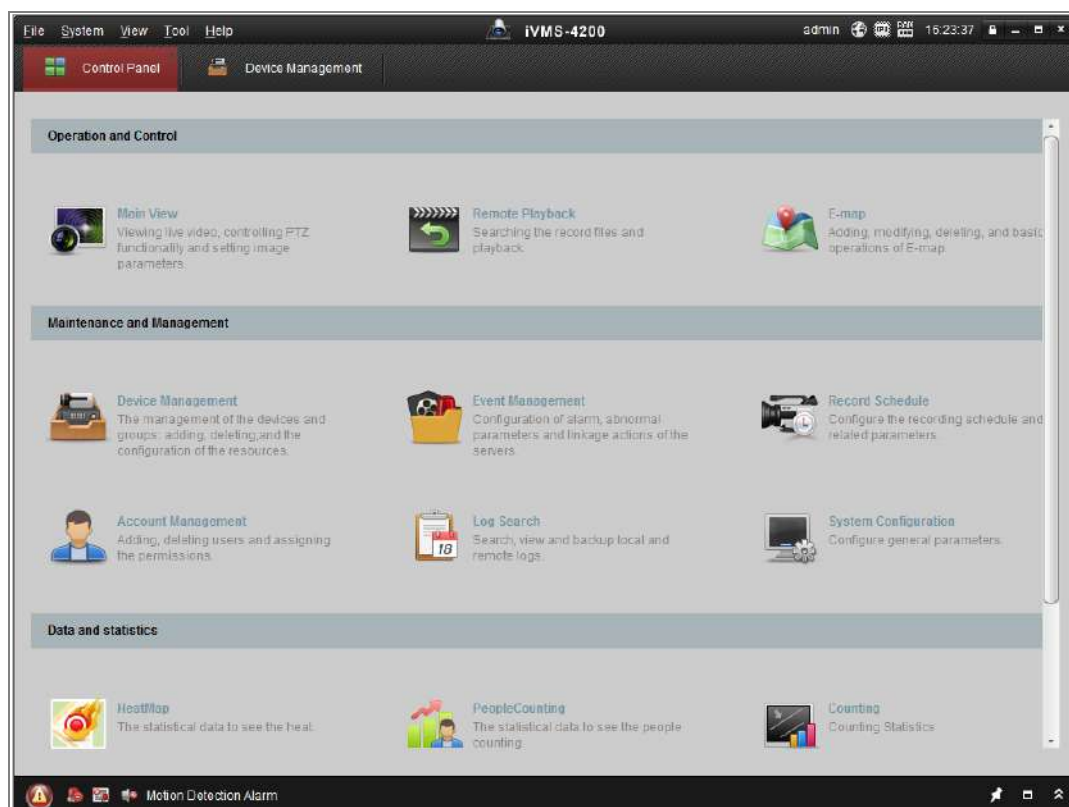 File System View Tool Help iVMS-4200 admin 16:23:37
Control Panel Device Management
Operation and Control
Main View
Viewing live video, controlling PTZ
functionality and setting image
parameters.
Remote Playback
Searching the record files and
playback.
E-map
Adding, modifying, deleting, and basic
operations of E-map.
Maintenance and Management
Device Management
The management of the devices and
groups: adding, deleting,and the
configuration of the resources.
Event Management
Configuration of alarm, abnormal
parameters and linkage actions of the
servers.
Record Schedule
Configure the recording schedule and
related parameters.
Account Management
Adding, deleting users and assigning
the permissions.
18
Log Search
Search, view and backup local and
remote logs.
System Configuration
Configure general parameters.
Data and statistics
HeatMap
The statistical data to see the heat
PeopleCounting
The statistical data to see the people
counting
Counting
Counting Statistics
Motion Detection Alarm